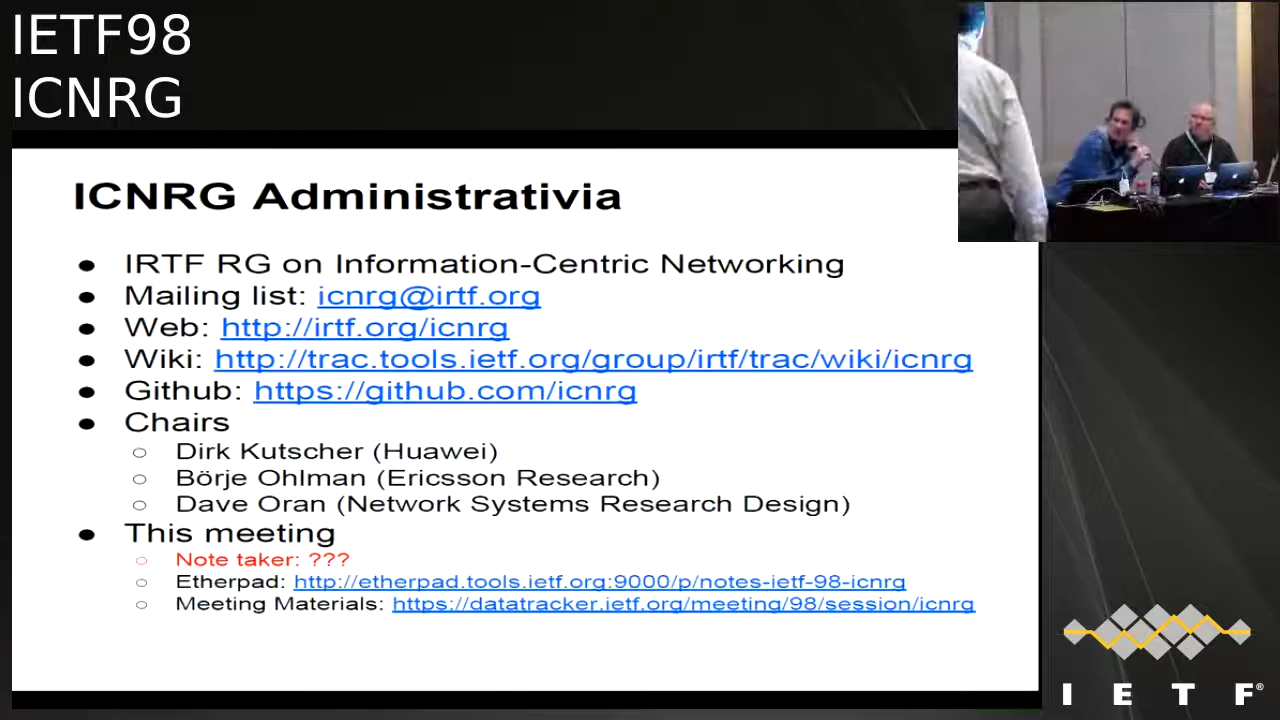 IETF98
ICNRG
ICNRG Administrativia
● IRTF RG on Information-Centric Networking
● Mailing list: icnrg@irtf.org
● Web: http://irtf.org/icnrg
● Wiki: http://trac.tools.ietf.org/group/irtf/trac/wiki/icnrg
● Github: https://github.com/icnrg
● Chairs
○ Dirk Kutscher (Huawei)
○ Börje Ohlman (Ericsson Research)
○ Dave Oran (Network Systems Research Design)
● This meeting
○ Note taker: ???
○ Etherpad: http://etherpad.tools.ietf.org:9000/p/notes-ietf-98-icnrg
○ Meeting Materials: https://datatracker.ietf.org/meeting/98/session/icnrg
I E T F®